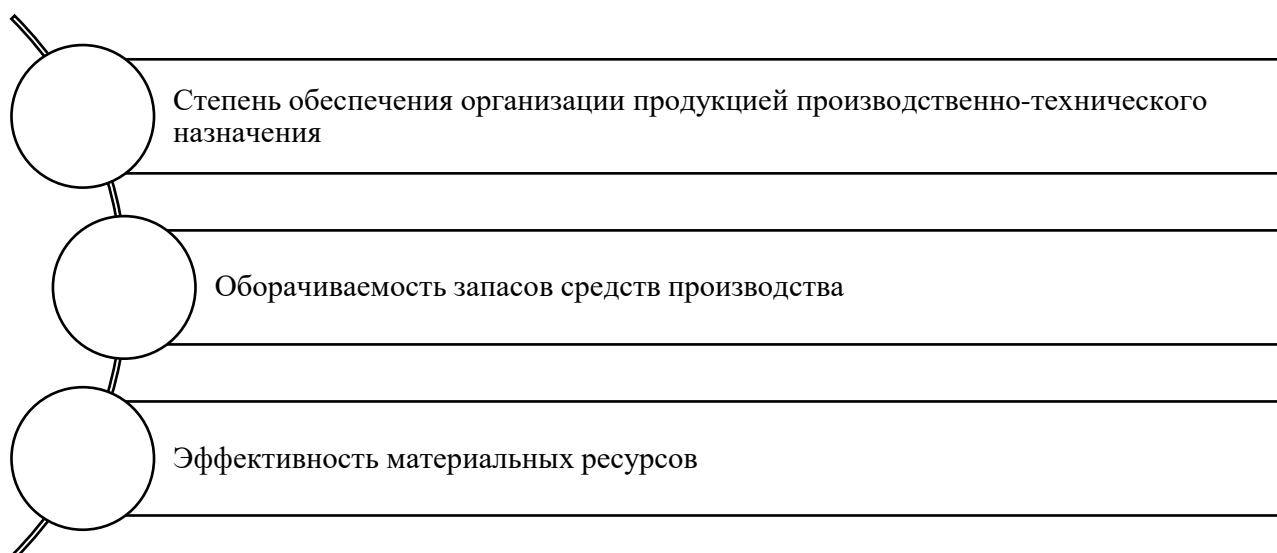 Степень обеспечения организации продукцией производственно-технического
назначения
Оборачиваемость запасов средств производства
Эффективность материальных ресурсов